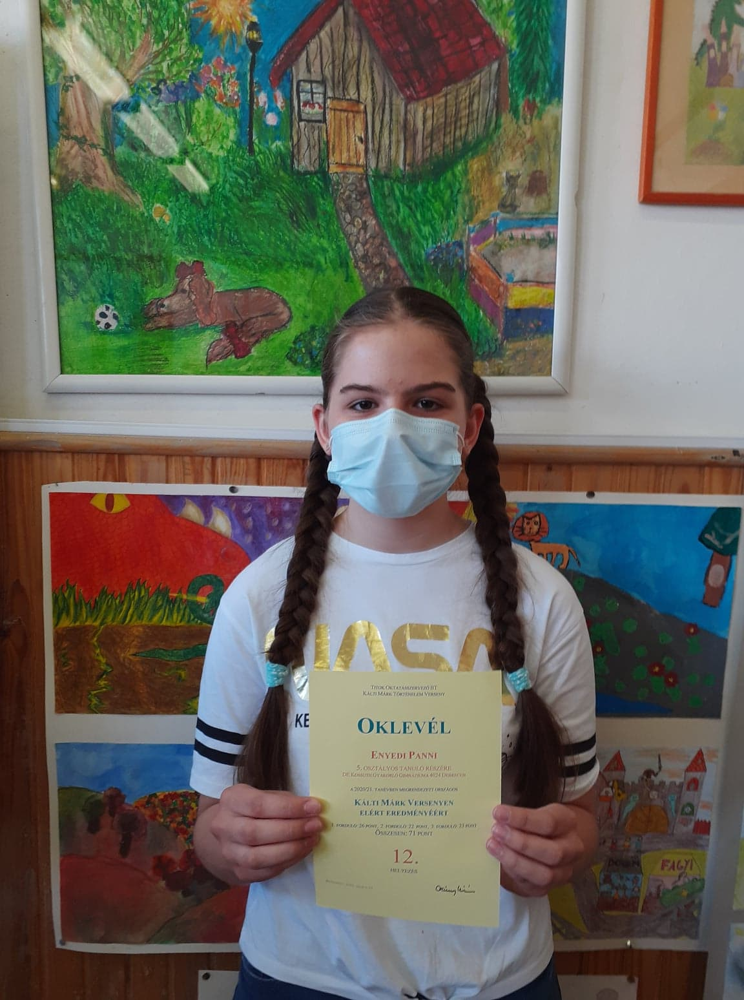 NASA
KE
Titok Oktatásszervező BT
Kálti Márk Történelem Verseny
OKLEVÉL
ENYEDI PANNI
5. OSZTÁLYOS TANULÓ RÉSZÉRE
DE KOSSUTH GYAKORLÓ GIMNÁZIUMA 4024 DEBRECEN
A 2020/21. TANÉVBEN MEGRENDEZETT ORSZÁGOS
KÁLTI MÁRK VERSENYEN
ELÉRT EREDMÉNYÉÉRT
1. FORDULÓ: 26 PONT, 2. FORDULÓ: 22 PONT, 3. FORDULÓ: 23 PONT
ÖSSZESEN: 71 PONT
12.
HELYEZÉS
FAGYI